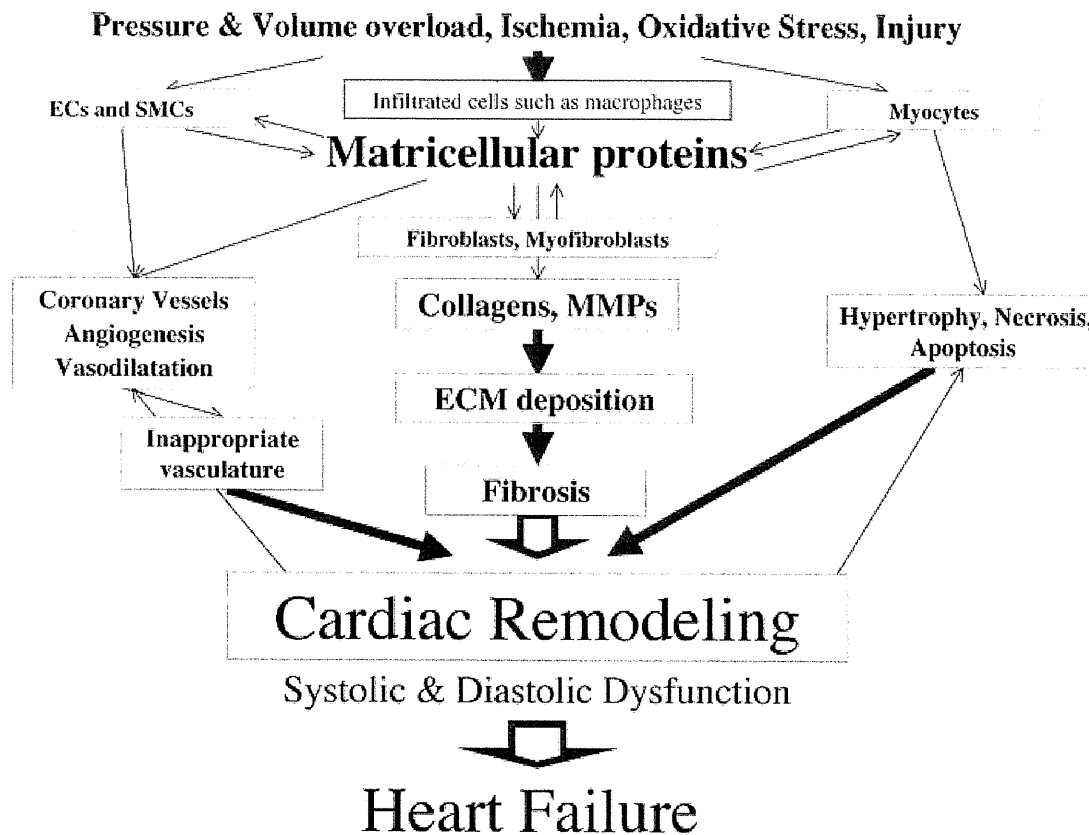 Pressure & Volume overload, Ischemia, Oxidative Stress, Injury
Infiltrated cells such as macrophages
ECs and SMCs
Myocytes
Matricellular proteins
Fibroblasts, Myofibroblasts
Coronary Vessels
Angiogenesis
Vasodilatation
Collagens, MMPs
Hypertrophy, Necrosis,
Apoptosis
ECM deposition
Inappropriate
vasculature
Fibrosis
Cardiac Remodeling
Systolic & Diastolic Dysfunction
Heart Failure